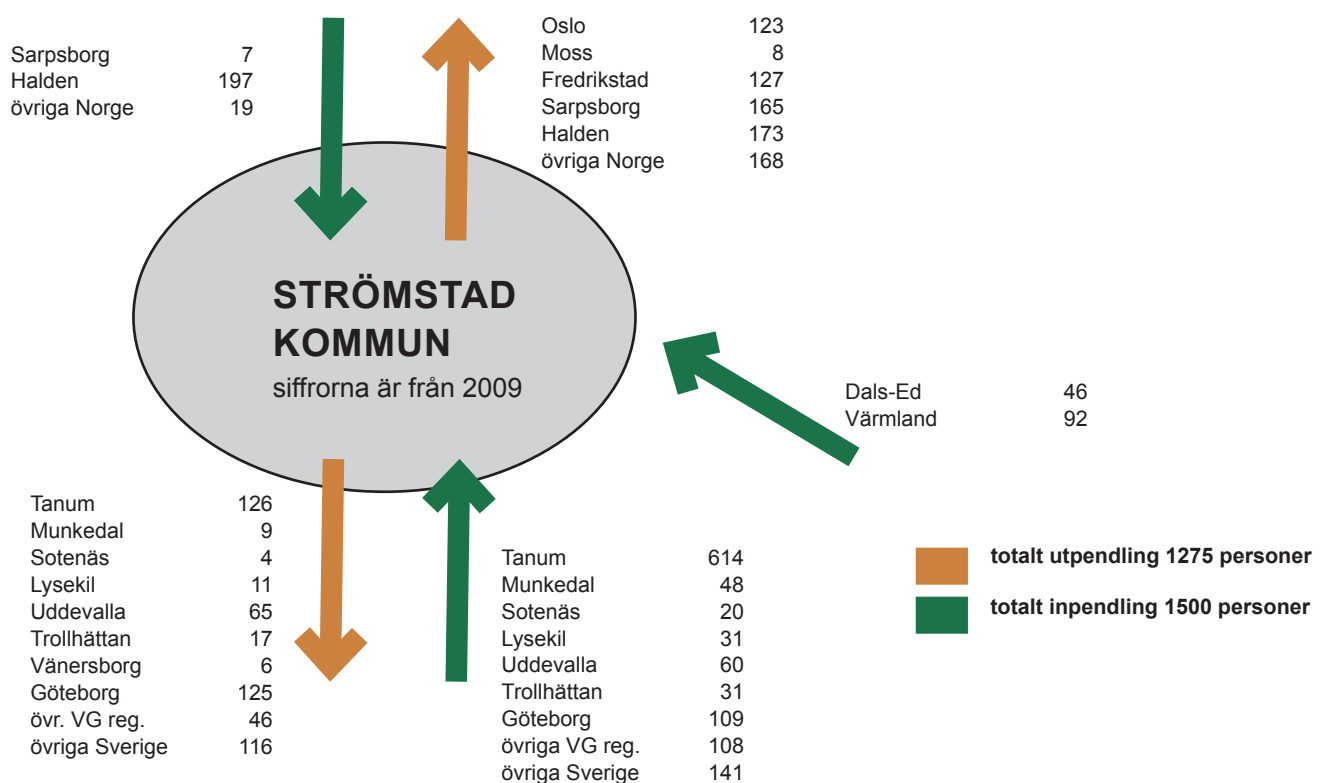 Sarpsborg 7
Halden 197
övriga Norge 19
Oslo 123
Moss 8
Fredrikstad 127
Sarpsborg 165
Halden 173
övriga Norge 168
STRÖMSTAD
KOMMUN
siffrorna är från 2009
Dals-Ed 46
Värmland 92
Tanum 126
Munkedal 9
Sotenäs 4
Lysekil 11
Uddevalla 65
Trollhättan 17
Vänersborg 6
Göteborg 125
övr. VG reg. 46
övriga Sverige 116
Tanum 614
Munkedal 48
Sotenäs 20
Lysekil 31
Uddevalla 60
Trollhättan 31
Göteborg 109
övriga VG reg. 108
övriga Sverige 141
totalt utpendling 1275 personer
totalt inpendling 1500 personer